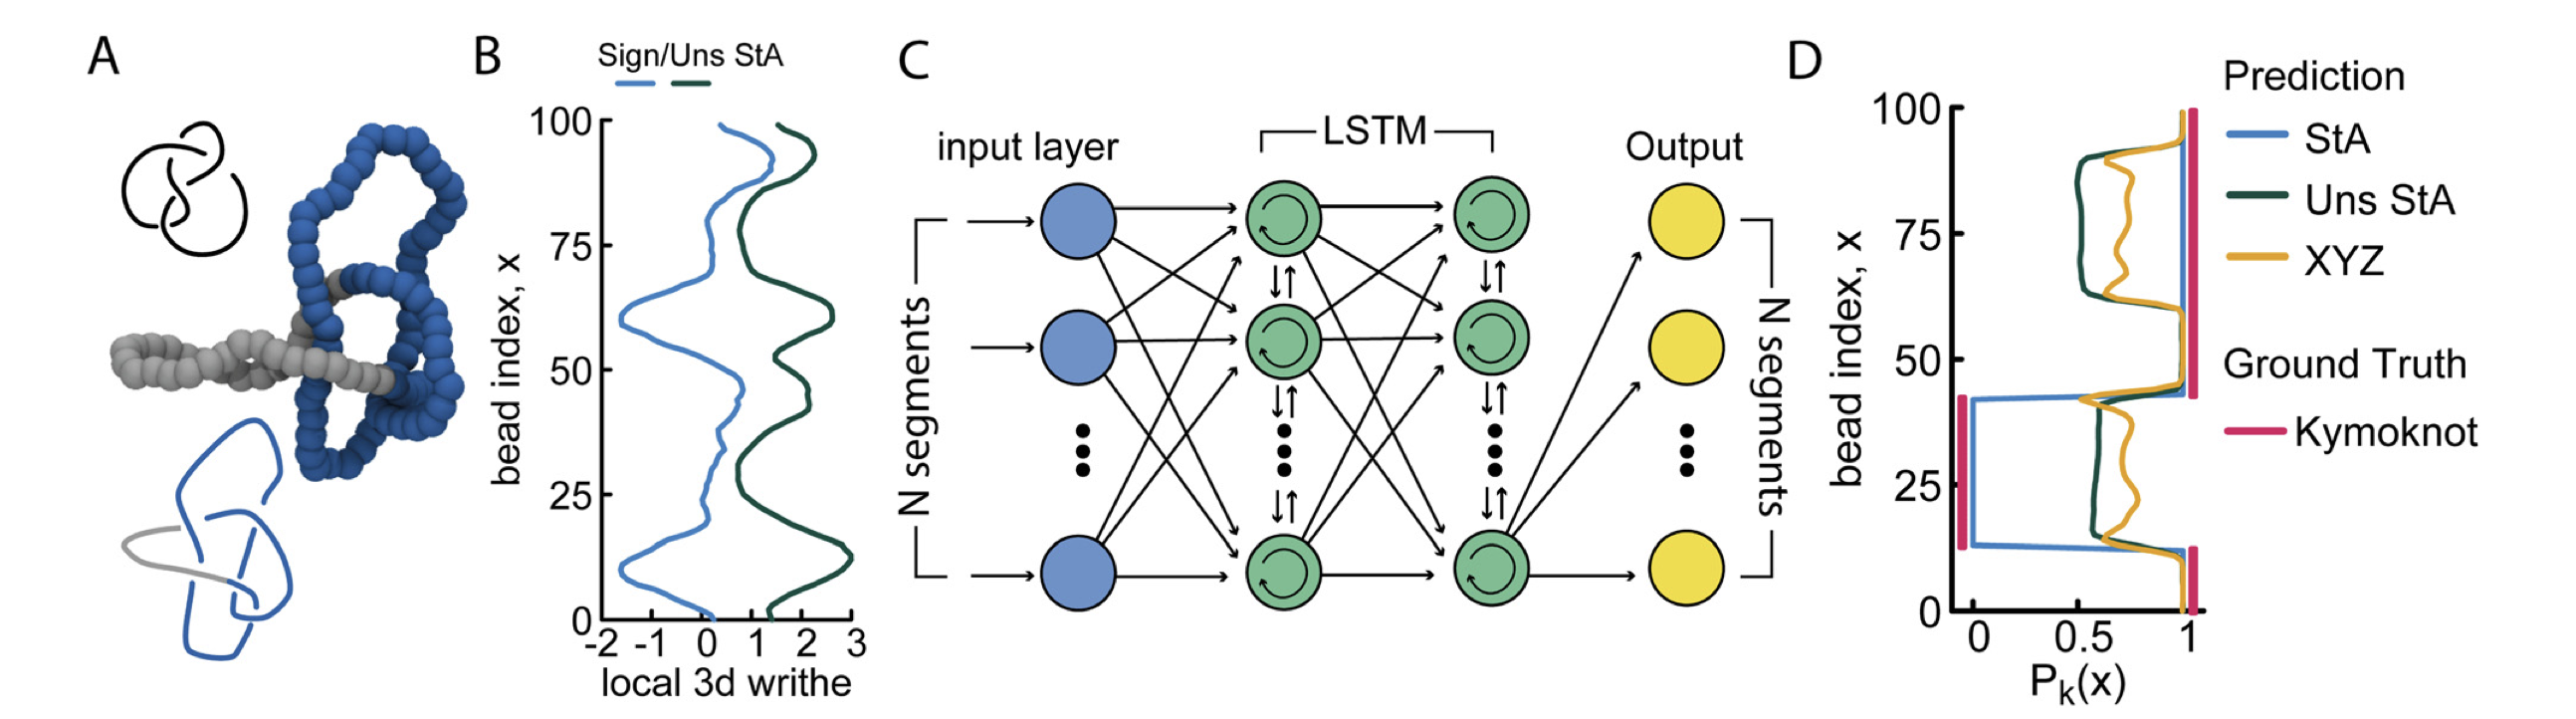 A
B
Sign/Uns StA
100
75
50
25
0
bead index, x
-2 -1 0 1 2 3
local 3d writhe
C
input layer
LSTM
Output
N segments
N segments
D
100
75
50
25
0
bead index, x
0 0.5 1
Pk(x)
Prediction
StA
Uns StA
XYZ
Ground Truth
Kymoknot